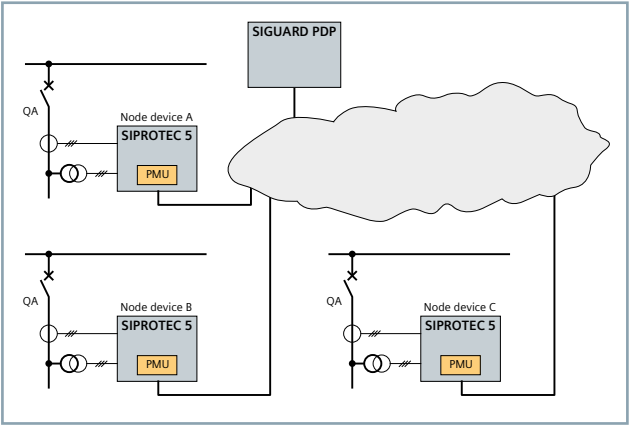 SIGUARD PDP
QA
Node device A
SIPROTEC 5
PMU
QA
Node device B
SIPROTEC 5
PMU
QA
Node device C
SIPROTEC 5
PMU